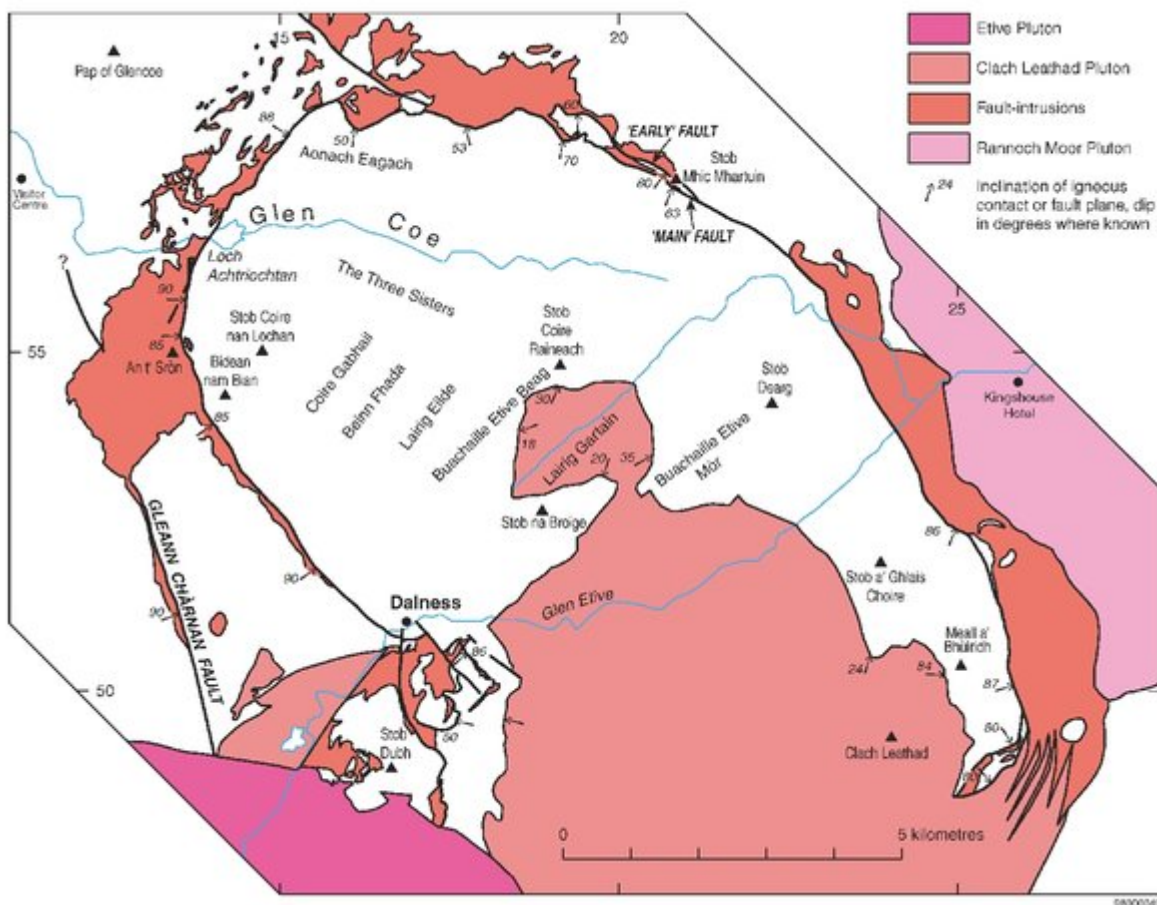 15
20
Pap of Glencoe
Etive Pluton
Clach Leathad Pluton
Fault-intrusions
Rannoch Moor Pluton
24
Inclination of igneous
contact or fault plane, dip
in degrees where known
86
50
53
60
70
'EARLY' FAULT
80
63
Stob
Mhic Mhartuin
'MAIN' FAULT
Aonach Eagach
Visitor
Centre
Glen
Coe
Loch
Achtriochtan
?
The Three Sisters
90
Stob Coire
nan Lochan
85
55
An t' Sròn
Bidean
nam Bian
Coire Gabhail
Beinn Fhada
Lairig Eilde
Buachaille Etive Beag
Stob
Coire
Raineach
30
18
Lairig Gartain
20
35
Buachaille Etive
Mòr
Stob
Dearg
25
Kingshouse
Hotel
85
Stob na Broige
GLEANN CHÀRNAN FAULT
90
90
Dalness
Glen Etive
86
Stob a' Ghlais
Choire
Meall a'
Bhùirich
24
84
87
80
50
50
Stob
Dubh
Clach Leathad
0
5 kilometres